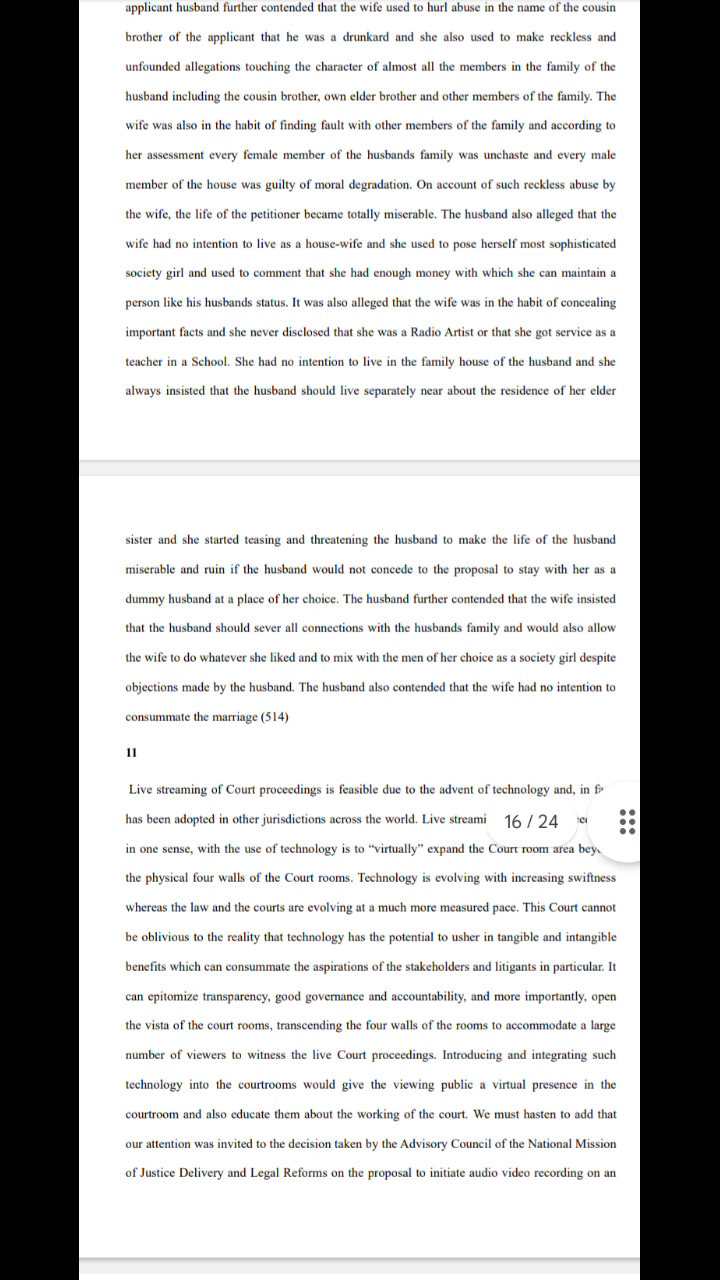 applicant husband further contended that the wife used to hurl abuse in the name of the cousin
brother of the applicant that he was a drunkard and she also used to make reckless and
unfounded allegations touching the character of almost all the members in the family of the
husband including the cousin brother, own elder brother and other members of the family. The
wife was also in the habit of finding fault with other members of the family and according to
her assessment every female member of the husbands family was unchaste and every male
member of the house was guilty of moral degradation. On account of such reckless abuse by
the wife, the life of the petitioner became totally miserable. The husband also alleged that the
wife had no intention to live as a house-wife and she used to pose herself most sophisticated
society girl and used to comment that she had enough money with which she can maintain a
person like his husbands status. It was also alleged that the wife was in the habit of concealing
important facts and she never disclosed that she was a Radio Artist or that she got service as a
teacher in a School. She had no intention to live in the family house of the husband and she
always insisted that the husband should live separately near about the residence of her elder
sister and she started teasing and threatening the husband to make the life of the husband
miserable and ruin if the husband would not concede to the proposal to stay with her as a
dummy husband at a place of her choice. The husband further contended that the wife insisted
that the husband should sever all connections with the husbands family and would also allow
the wife to do whatever she liked and to mix with the men of her choice as a society girl despite
objections made by the husband. The husband also contended that the wife had no intention to
consummate the marriage (514)
11
Live streaming of Court proceedings is feasible due to the advent of technology and, in
has been adopted in other jurisdictions across the world. Live
16 / 24
in one sense, with the use of technology is to “virtually” expand the Court room area
the physical four walls of the Court rooms. Technology is evolving with increasing swiftness
whereas the law and the courts are evolving at a much more measured pace. This Court cannot
be oblivious to the reality that technology has the potential to usher in tangible and intangible
benefits which can consummate the aspirations of the stakeholders and litigants in particular. It
can epitomize transparency, good governance and accountability, and more importantly, open
the vista of the court rooms, transcending the four walls of the rooms to accommodate a large
number of viewers to witness the live Court proceedings. Introducing and integrating such
technology into the courtrooms would give the viewing public a virtual presence in the
courtroom and also educate them about the working of the court. We must hasten to add that
our attention was invited to the decision taken by the Advisory Council of the National Mission
of Justice Delivery and Legal Reforms on the proposal to initiate audio video recording on an